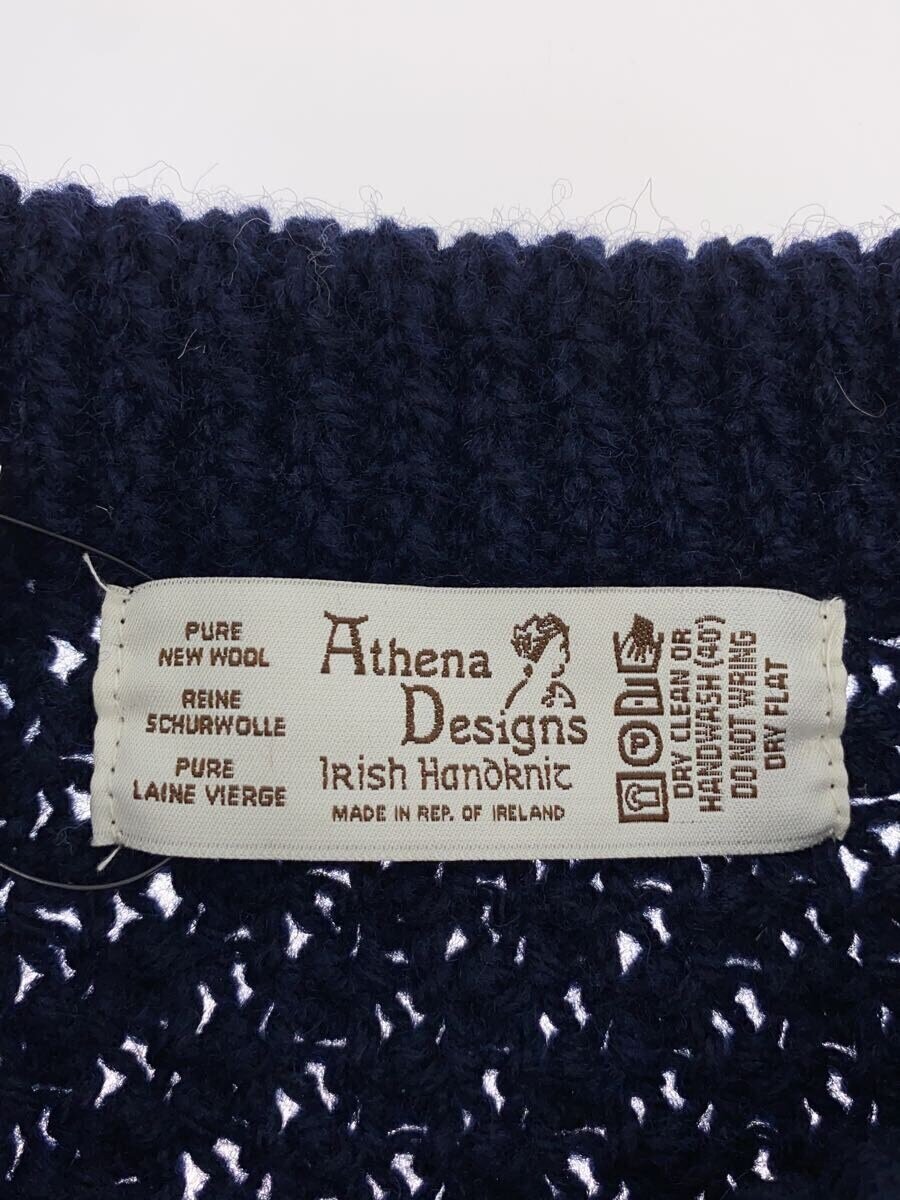 PURE
NEW WOOL
REINE
SCHURWOLLE
PURE
LAINE VIERGE
Athena
Designs
Irish Handknit
MADE IN REP. OF IRELAND
P
DRY CLEAN OR
HANDWASH (40°)
DO NOT WRING
DRY FLAT